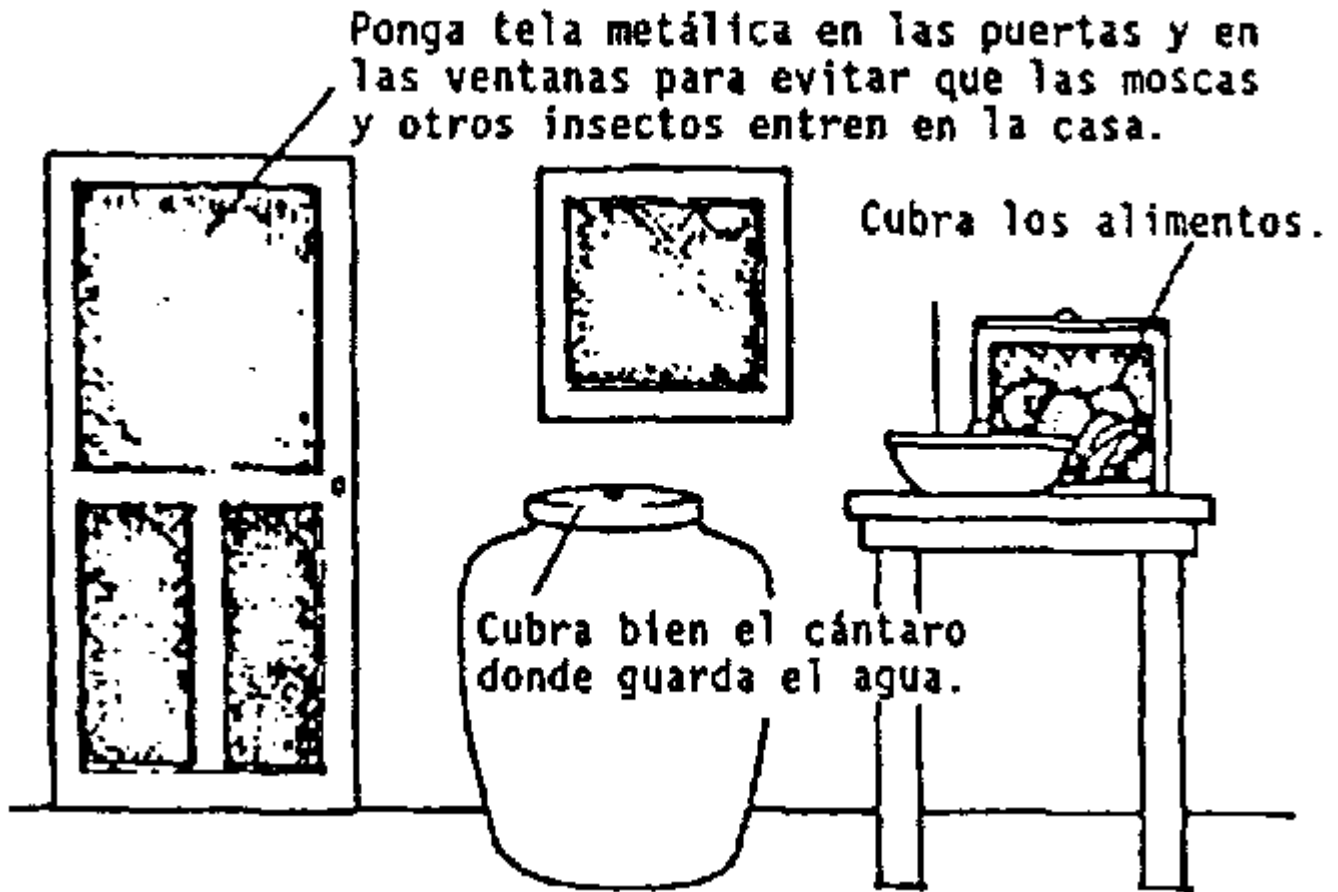 Ponga tela metálica en las puertas y en
las ventanas para evitar que las moscas
y otros insectos entren en la casa.
Cubra los alimentos.
Cubra bien el cántaro
donde guarda el agua.